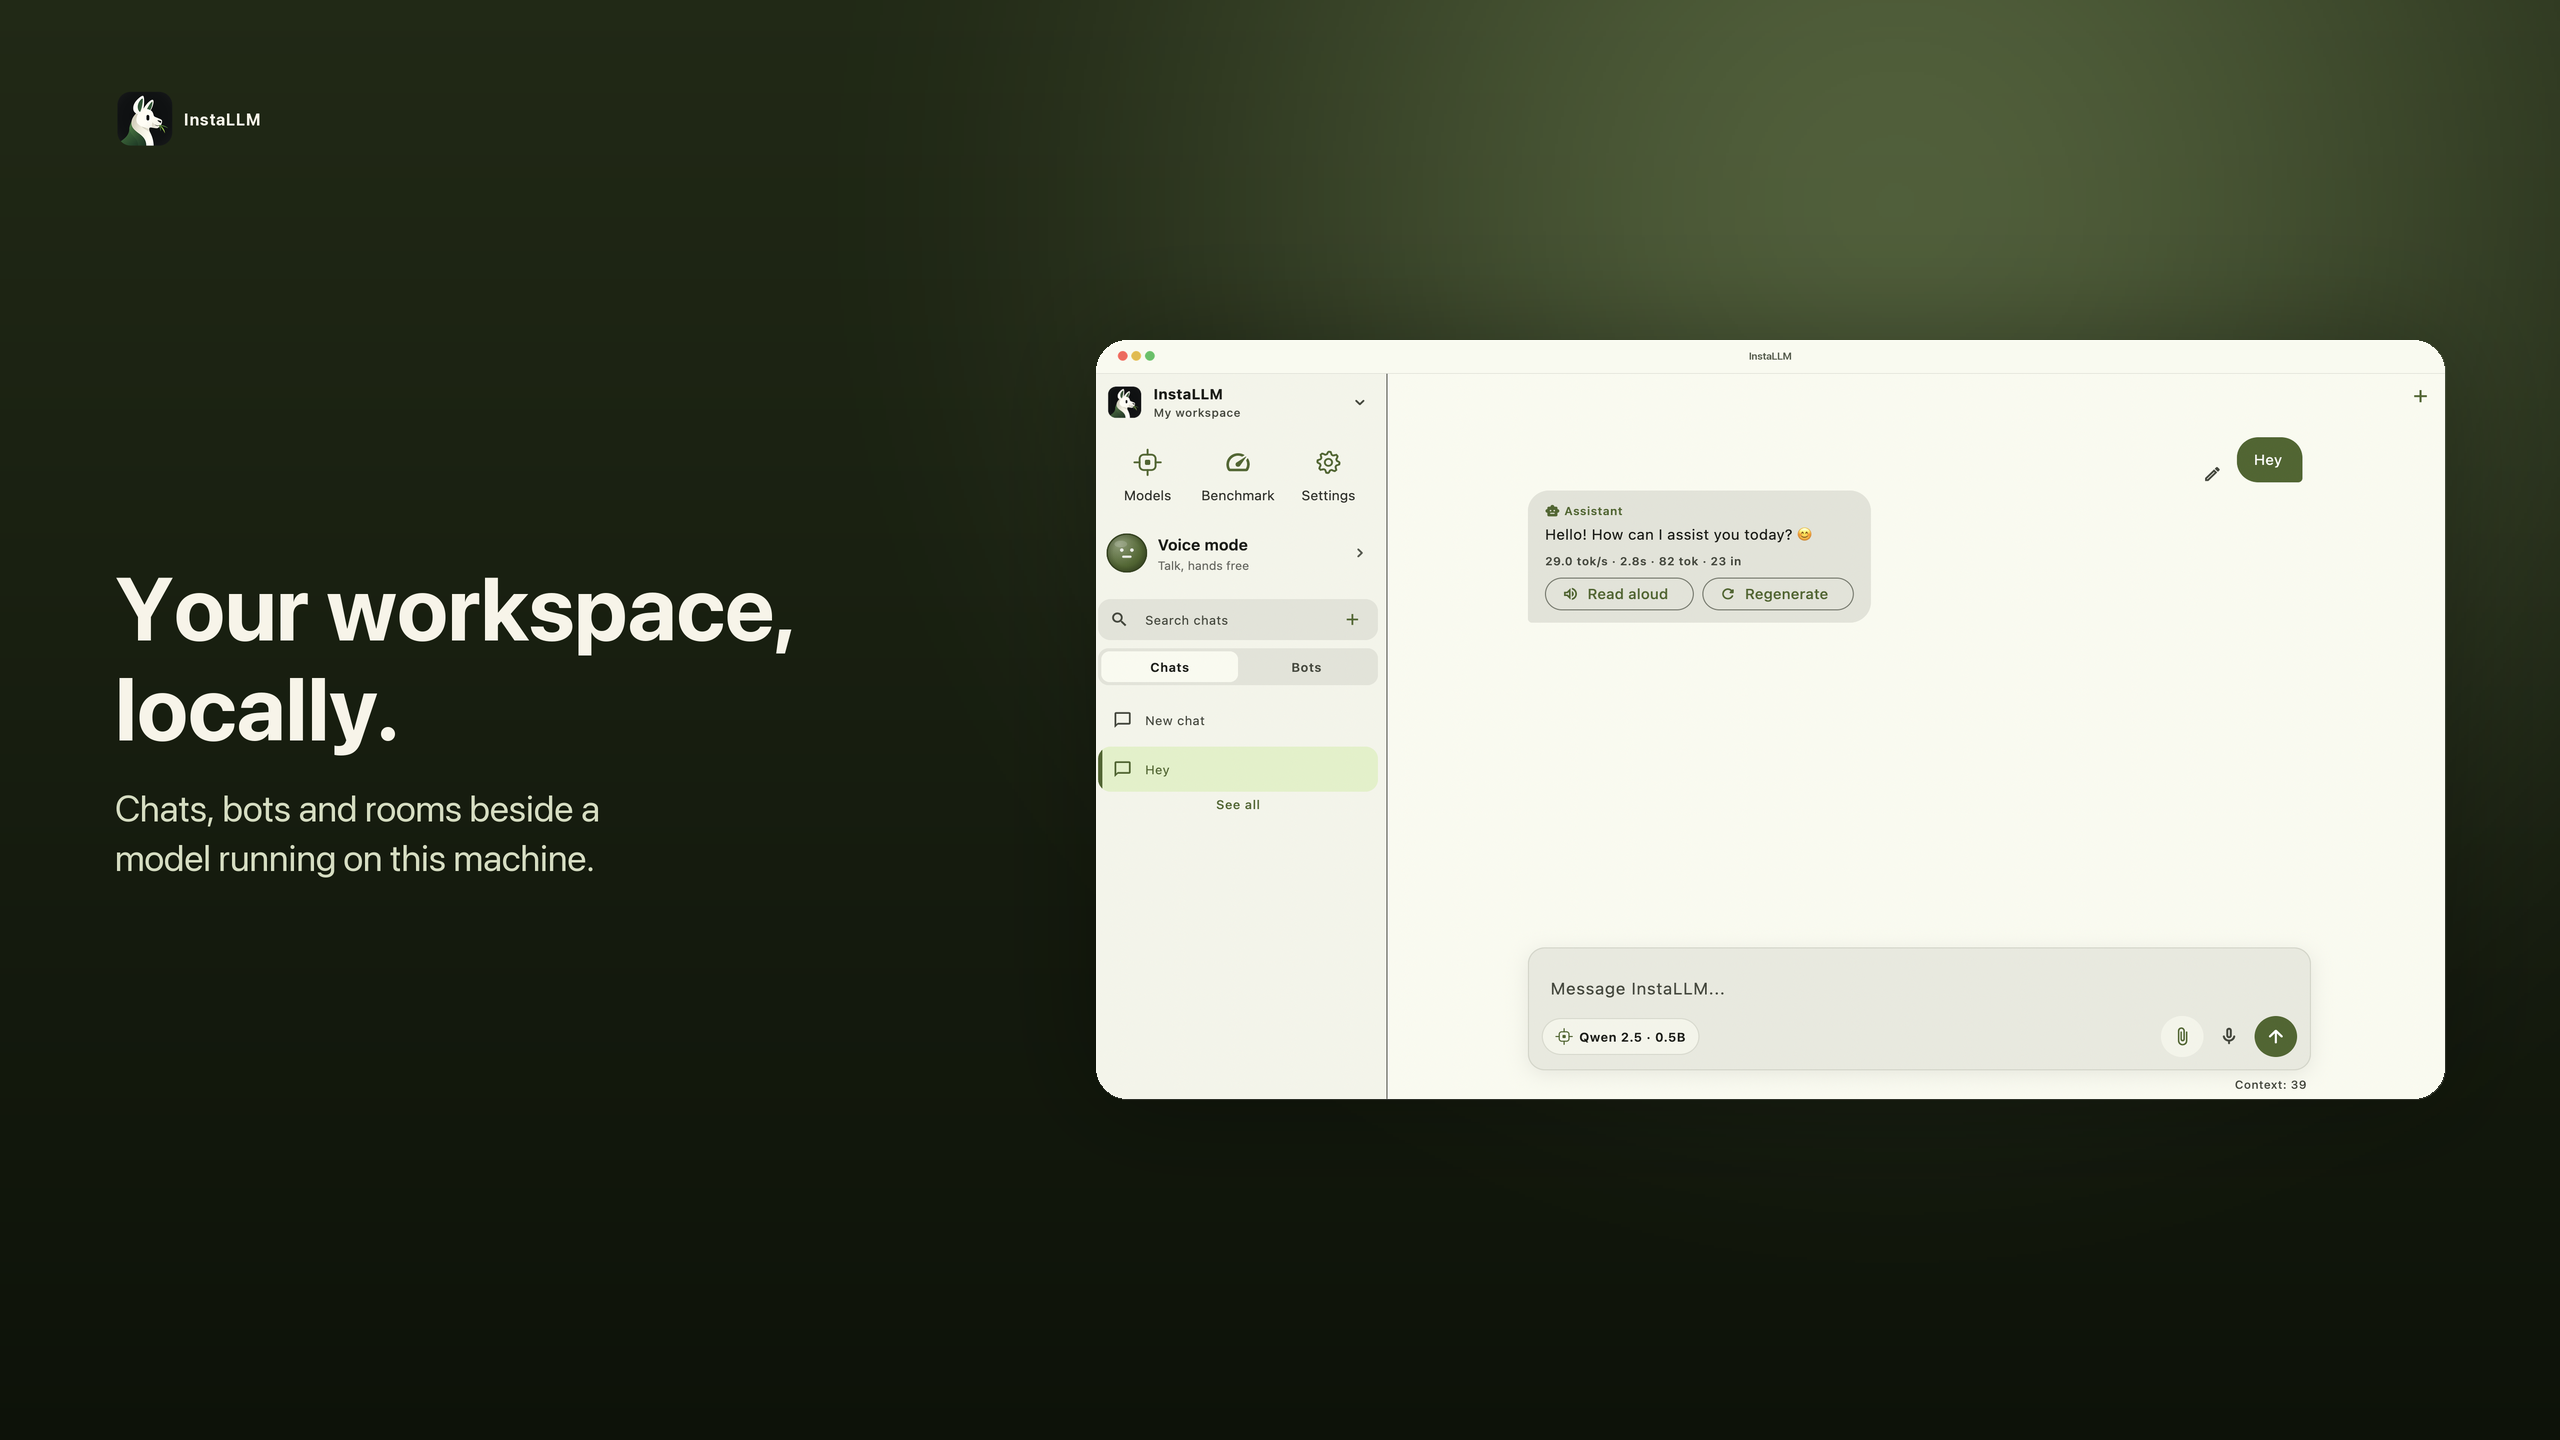 InstaLLM
Your workspace,
locally.
Chats, bots and rooms beside a
model running on this machine.
InstaLLM
InstaLLM
My workspace
Models
Benchmark
Settings
Voice mode
Talk, hands free
Search chats
Chats
Bots
New chat
Hey
See all
Hey
Assistant
Hello! How can I assist you today? 😊
29.0 tok/s · 2.8s · 82 tok · 23 in
Read aloud
Regenerate
Message InstaLLM...
Qwen 2.5 · 0.5B
Context: 39